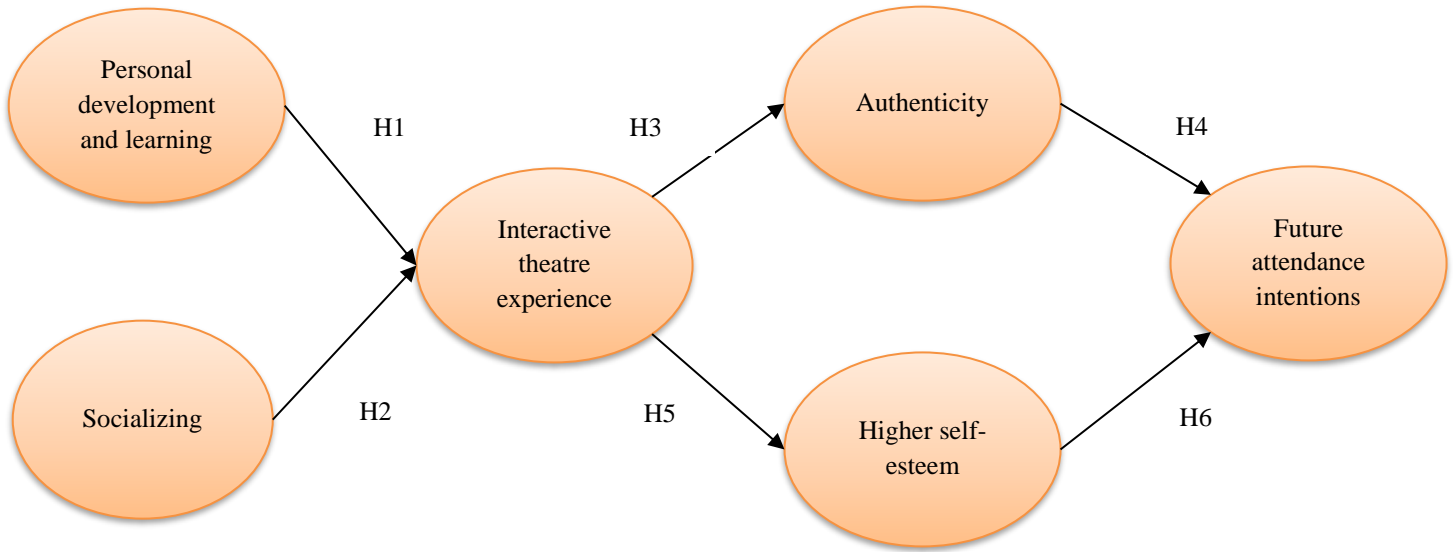 Personal
development
and learning
H1
Socializing
H2
Interactive
theatre
experience
H3
Authenticity
H4
H5
Higher self-
esteem
H6
Future
attendance
intentions